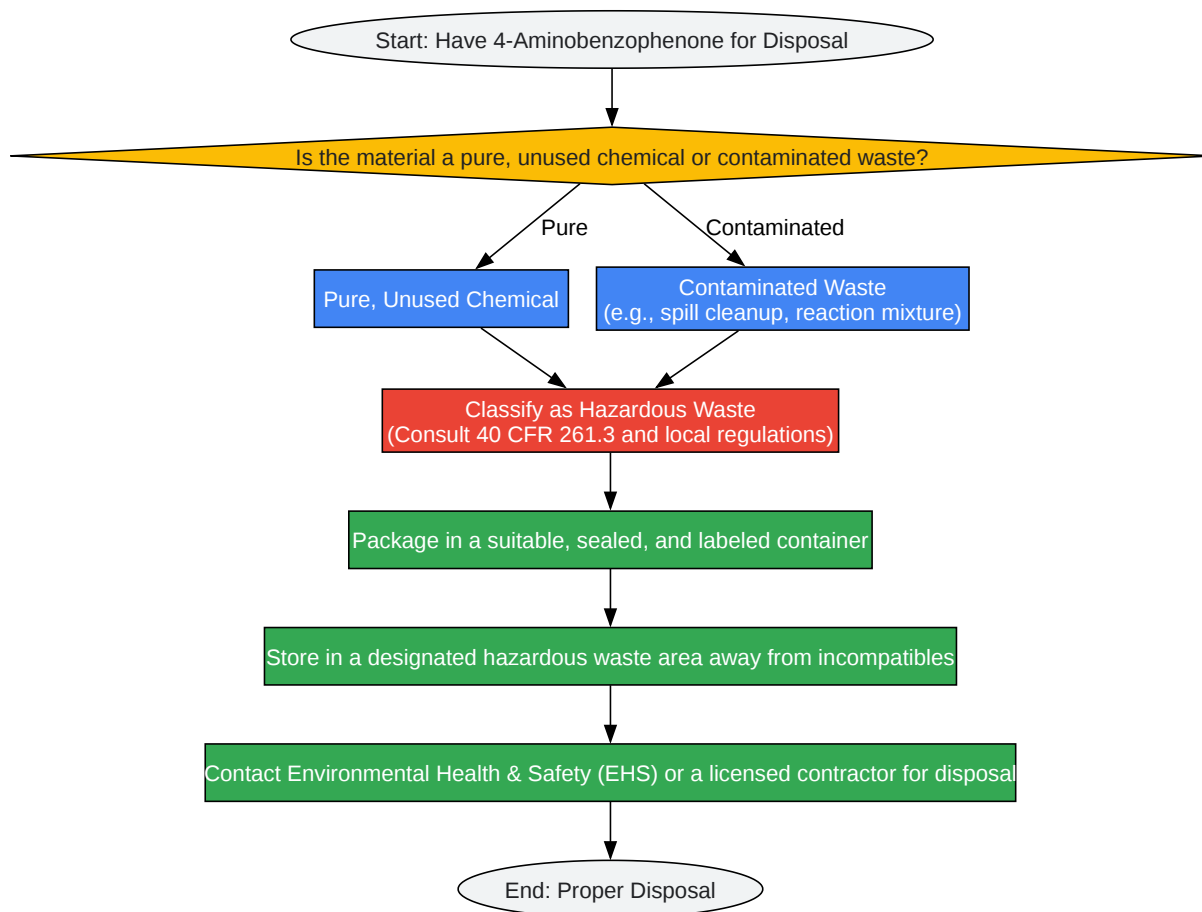 Start: Have 4-Aminobenzophenone for Disposal
Is the material a pure, unused chemical or contaminated waste?
Pure
Contaminated
Pure, Unused Chemical
Contaminated Waste
(e.g., spill cleanup, reaction mixture)
Classify as Hazardous Waste
(Consult 40 CFR 261.3 and local regulations)
Package in a suitable, sealed, and labeled container
Store in a designated hazardous waste area away from incompatibles
Contact Environmental Health & Safety (EHS) or a licensed contractor for disposal
End: Proper Disposal